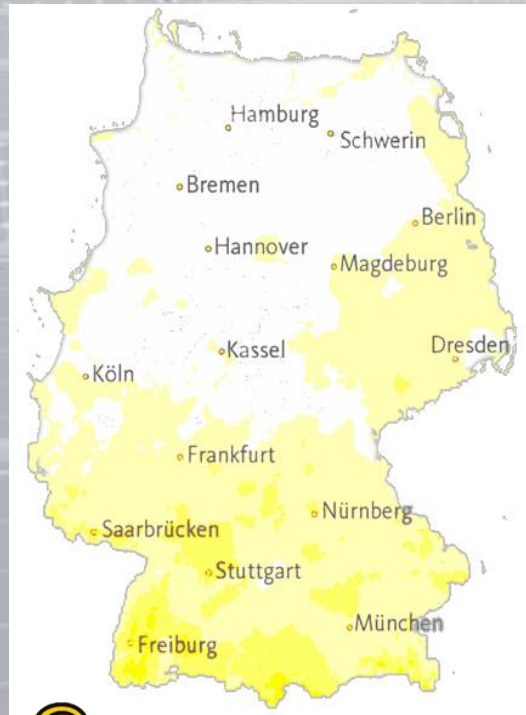 Hamburg
Schwerin
Bremen
Berlin
Hannover
Magdeburg
Kassel
Dresden
Köln
Frankfurt
Nürnberg
Saarbrücken
Stuttgart
München
Freiburg